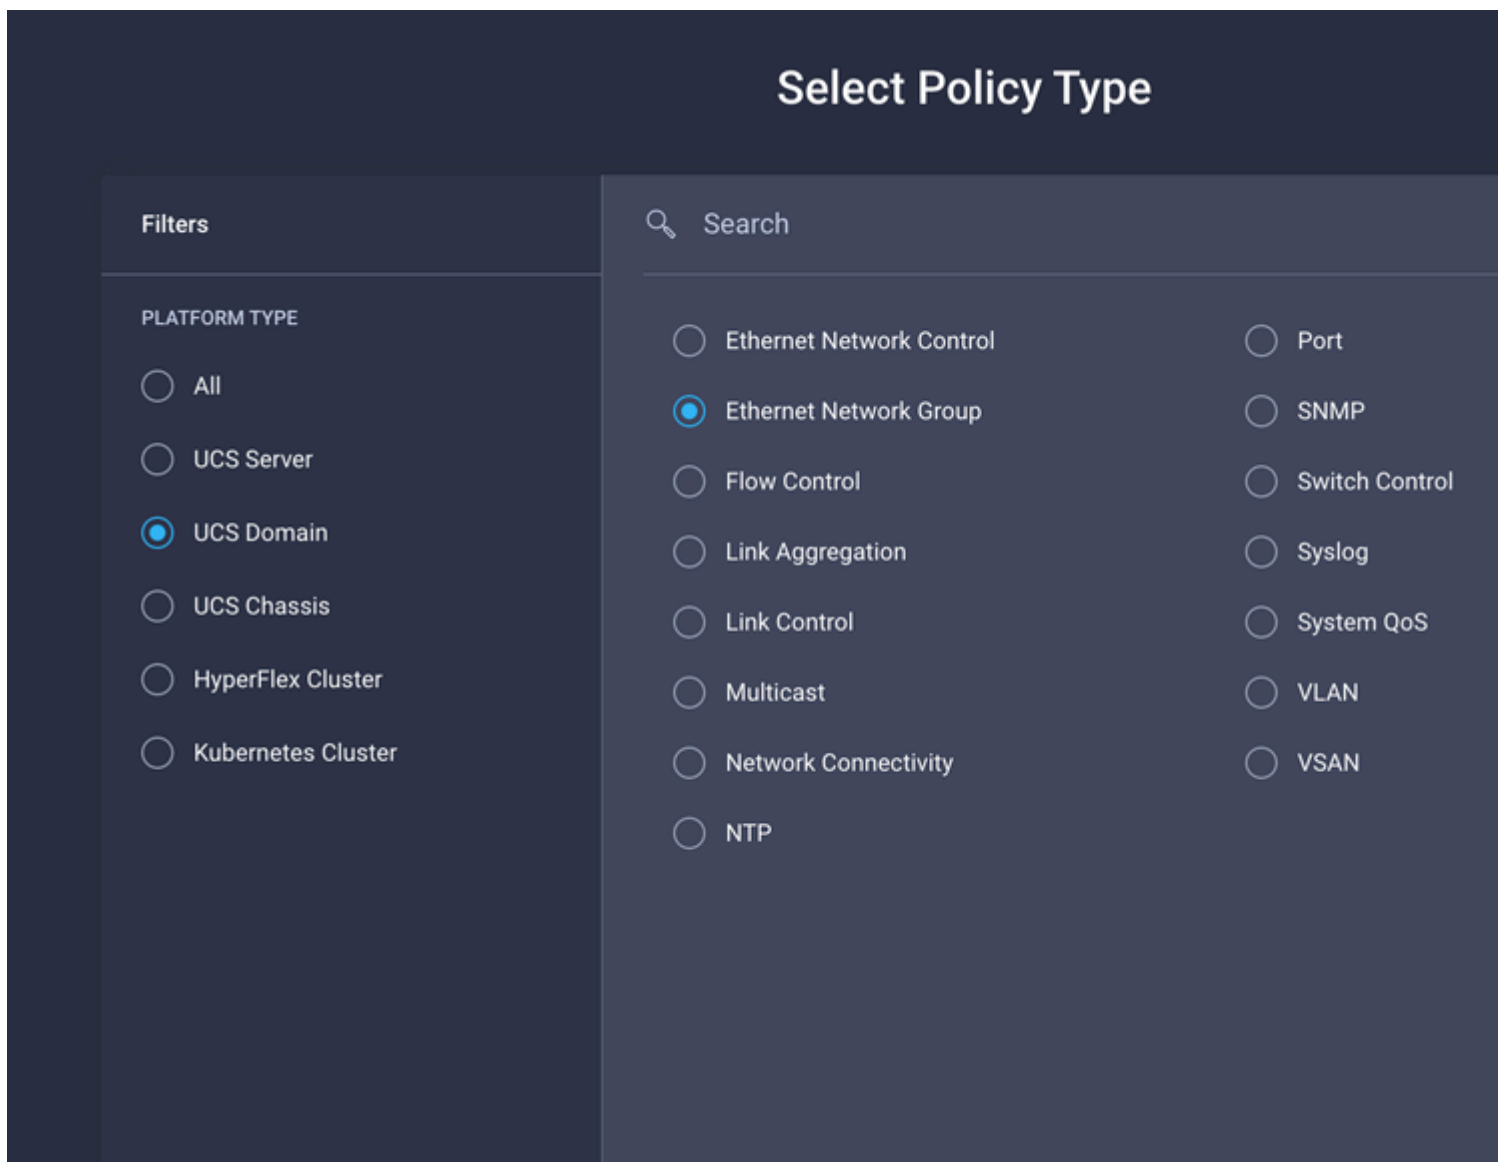 Select Policy Type
Filters
PLATFORM TYPE
All
UCS Server
UCS Domain
UCS Chassis
HyperFlex Cluster
Kubernetes Cluster
Search
Ethernet Network Control
Ethernet Network Group
Flow Control
Link Aggregation
Link Control
Multicast
Network Connectivity
NTP
Port
SNMP
Switch Control
Syslog
System QoS
VLAN
VSAN